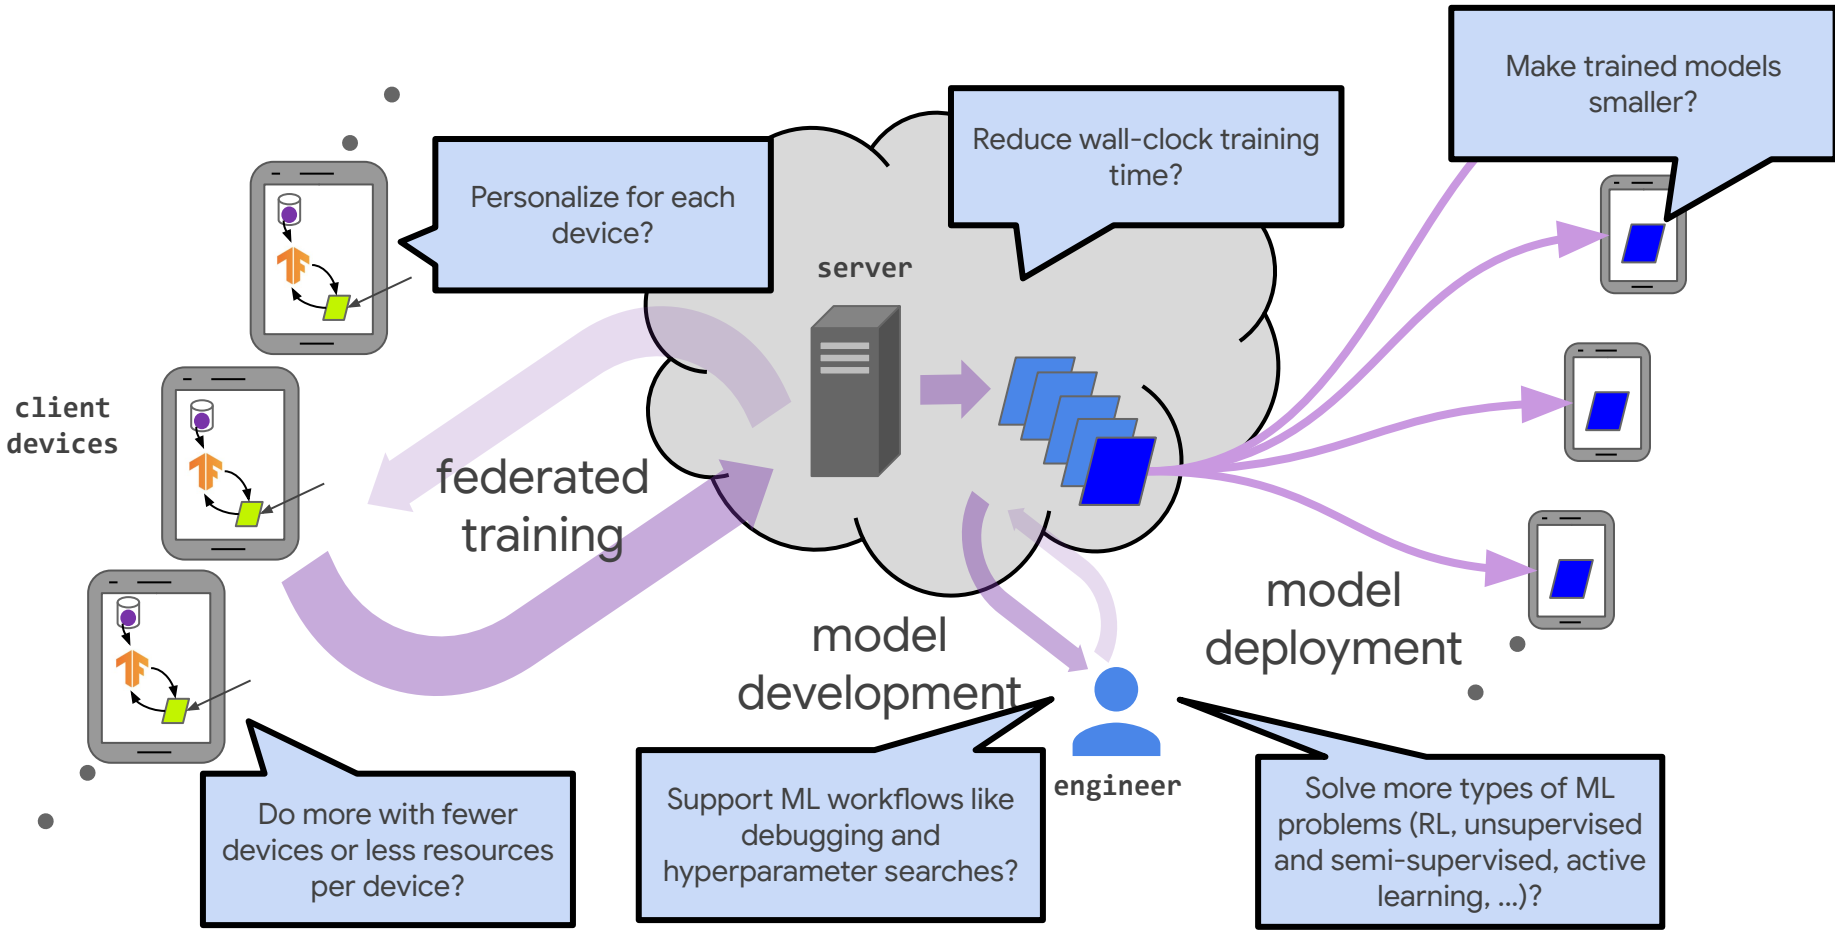 Make trained models
smaller?
Reduce wall-clock training
time?
Personalize for each
device?
server
client
devices
federated
training
model
deployment
model
development
engineer
Do more with fewer
devices or less resources
per device?
Support ML workflows like
debugging and
hyperparameter searches?
Solve more types of ML
problems (RL, unsupervised
and semi-supervised, active
learning, ...)?